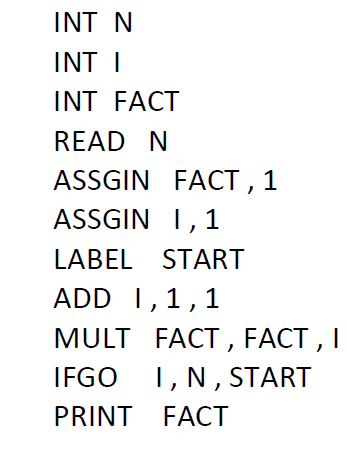 INT N
INT I
INT FACT
READ N
ASSGIN FACT , 1
ASSGIN I , 1
LABEL START
ADD I , 1 , 1
MULT FACT , FACT , I
IFGO I , N , START
PRINT FACT